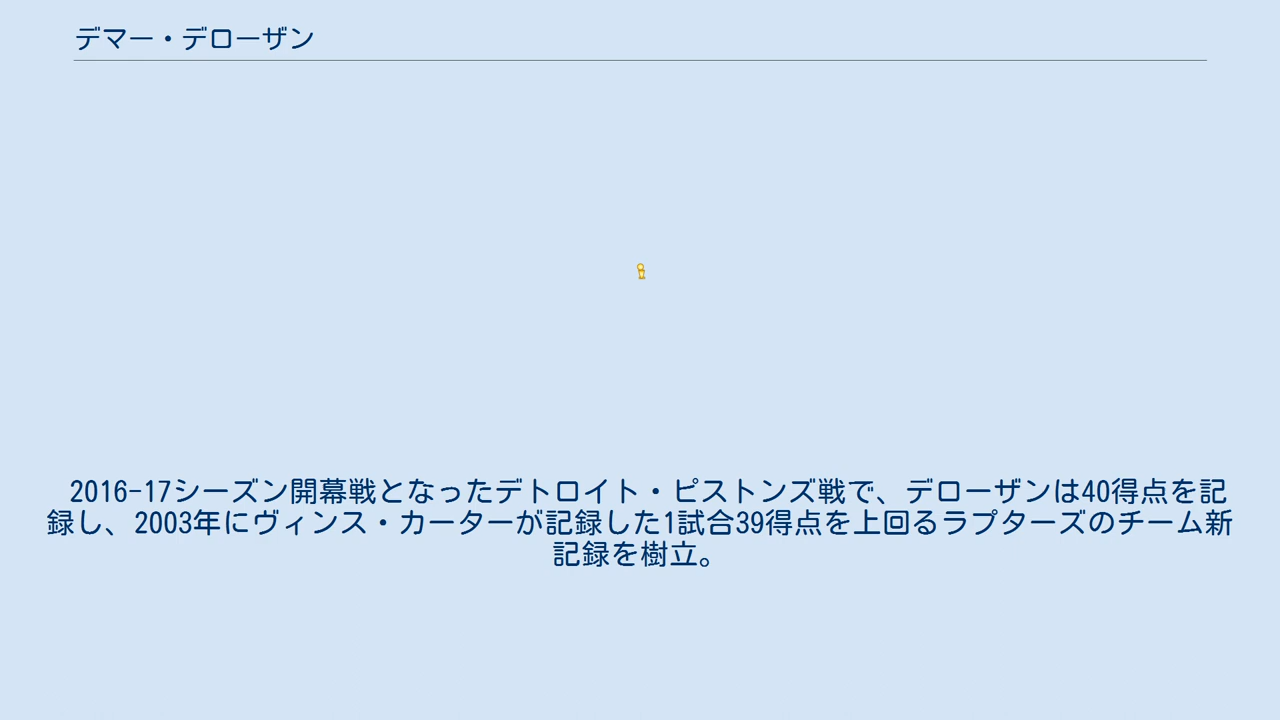 デマー・デローザン
2016-17シーズン開幕戦となったデトロイト・ピストンズ戦で、デローザンは40得点を記
録し、2003年にヴィンス・カーターが記録した1試合39得点を上回るラプターズのチーム新
記録を樹立。